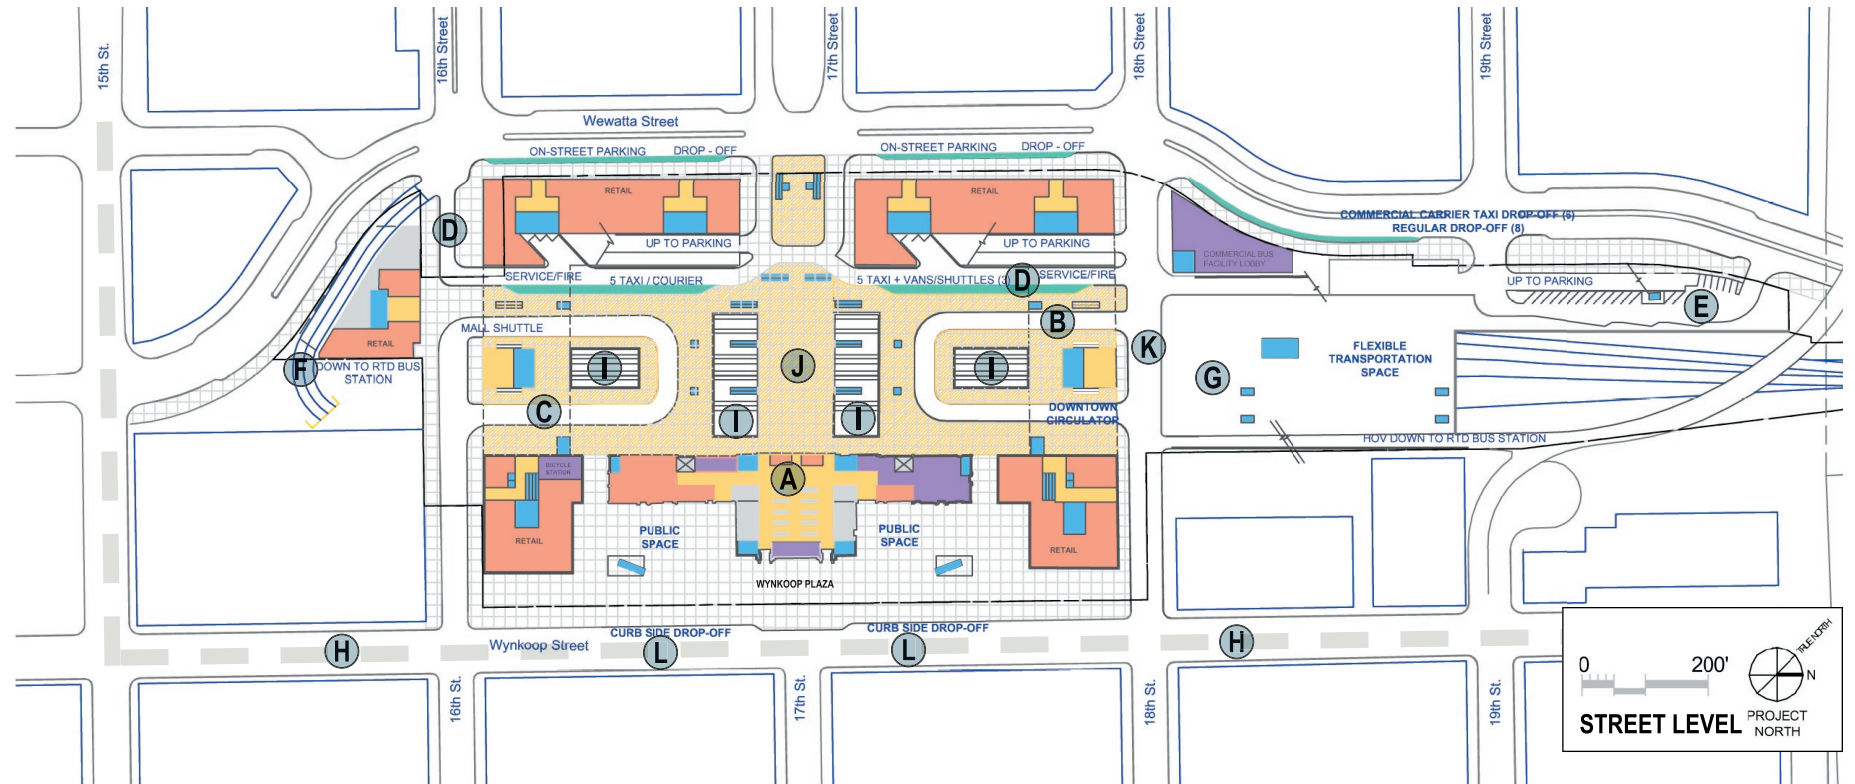 15th St.
16th Street
17th Street
18th Street
19th Street
Wewatta Street
ON-STREET PARKING
DROP - OFF
ON-STREET PARKING
DROP - OFF
RETAIL
RETAIL
COMMERCIAL CARRIER TAXI DROP-OFF (6)
REGULAR DROP-OFF (8)
D
UP TO PARKING
UP TO PARKING
COMMERCIAL BUS
FACILITY LOBBY
SERVICE/FIRE
5 TAXI / COURIER
5 TAXI + VANS/SHUTTLES (3)
D
SERVICE/FIRE
UP TO PARKING
E
MALL SHUTTLE
B
RETAIL
K
FLEXIBLE
TRANSPORTATION
SPACE
F
DOWN TO RTD BUS
STATION
I
J
I
G
C
I
I
DOWNTOWN
CIRCULATOR
HOV DOWN TO RTD BUS STATION
BICYCLE
STATION
A
RETAIL
PUBLIC
SPACE
PUBLIC
SPACE
RETAIL
WYNKOOP PLAZA
Wynkoop Street
CURB SIDE DROP-OFF
CURB SIDE DROP-OFF
H
L
L
H
16th St.
17th St.
18th St.
19th St.
0
200'
TRUE NORTH
N
STREET LEVEL
PROJECT
NORTH